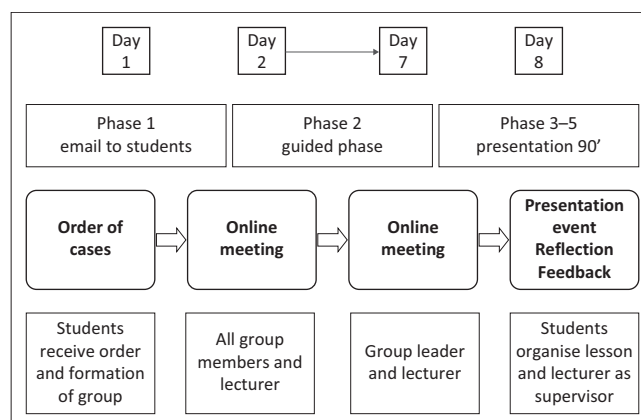 Day
1
Day
2
Day
7
Day
8
Phase 1
email to students
Phase 2
guided phase
Phase 3–5
presentation 90′
Order of
cases
Online
meeting
Online
meeting
Presentation
event
Reflection
Feedback
Students
receive order
and formation
of group
All group
members and
lecturer
Group leader
and lecturer
Students
organise lesson
and lecturer as
supervisor